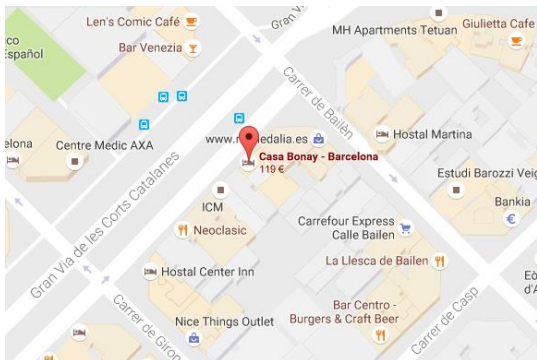 Len's Comic Café
Gran Vía
MH Apartments Tetuan
Giulietta Cafe
Español
Bar Venezia
Carrer de Bailèn
Hostal Martina
elona
Centre Medic AXA
Casa Bonay - Barcelona
119 €
Estudi Barozzi Veig
ICM
Bankia
Neoclasic
Carrefour Express
Calle Bailen
Gran Via de les Corts Catalanes
La Llesca de Bailen
Hostal Center Inn
Bar Centro -
Burgers & Craft Beer
Carrer de Giron
Nice Things Outlet
Carrer de Casp